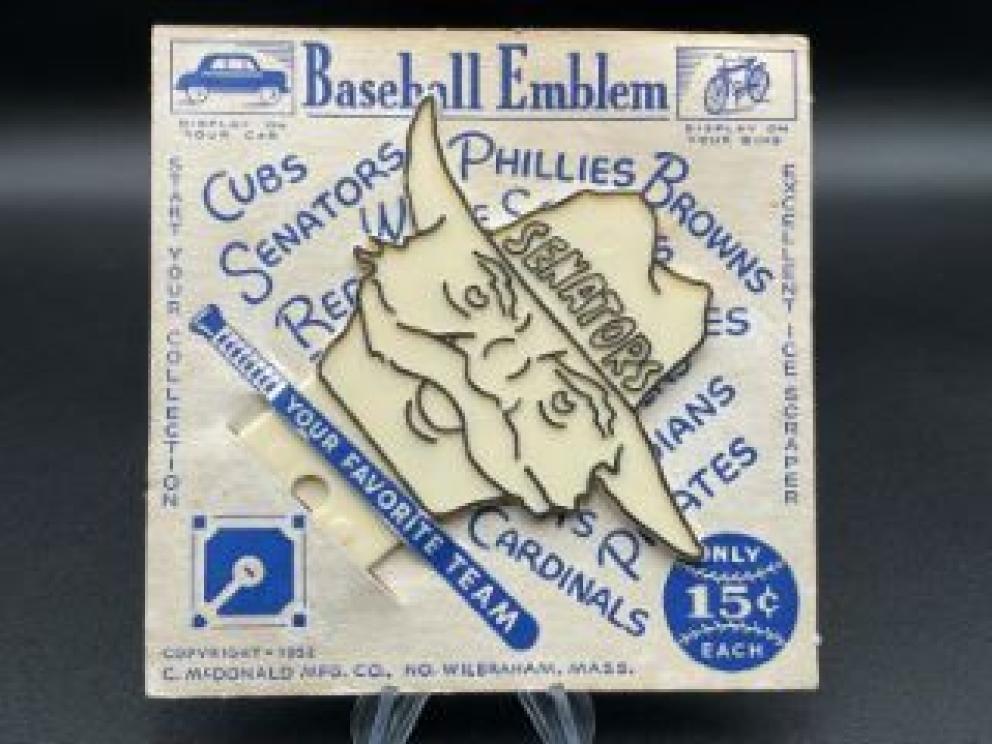 Baseball Emblem
DISPLAY ON
YOUR CAR
DISPLAY ON
YOUR BIKE
START YOUR COLLECTION
EXCELLENT ICE SCRAPER
CUBS
SENATORS
PHILLIES
BROWNS
SENATORS
CARDINALS
YOUR FAVORITE TEAM
ONLY
15¢
EACH
COPYRIGHT
C. McDONALD MFG. CO., NO. WILBRAHAM, MASS.